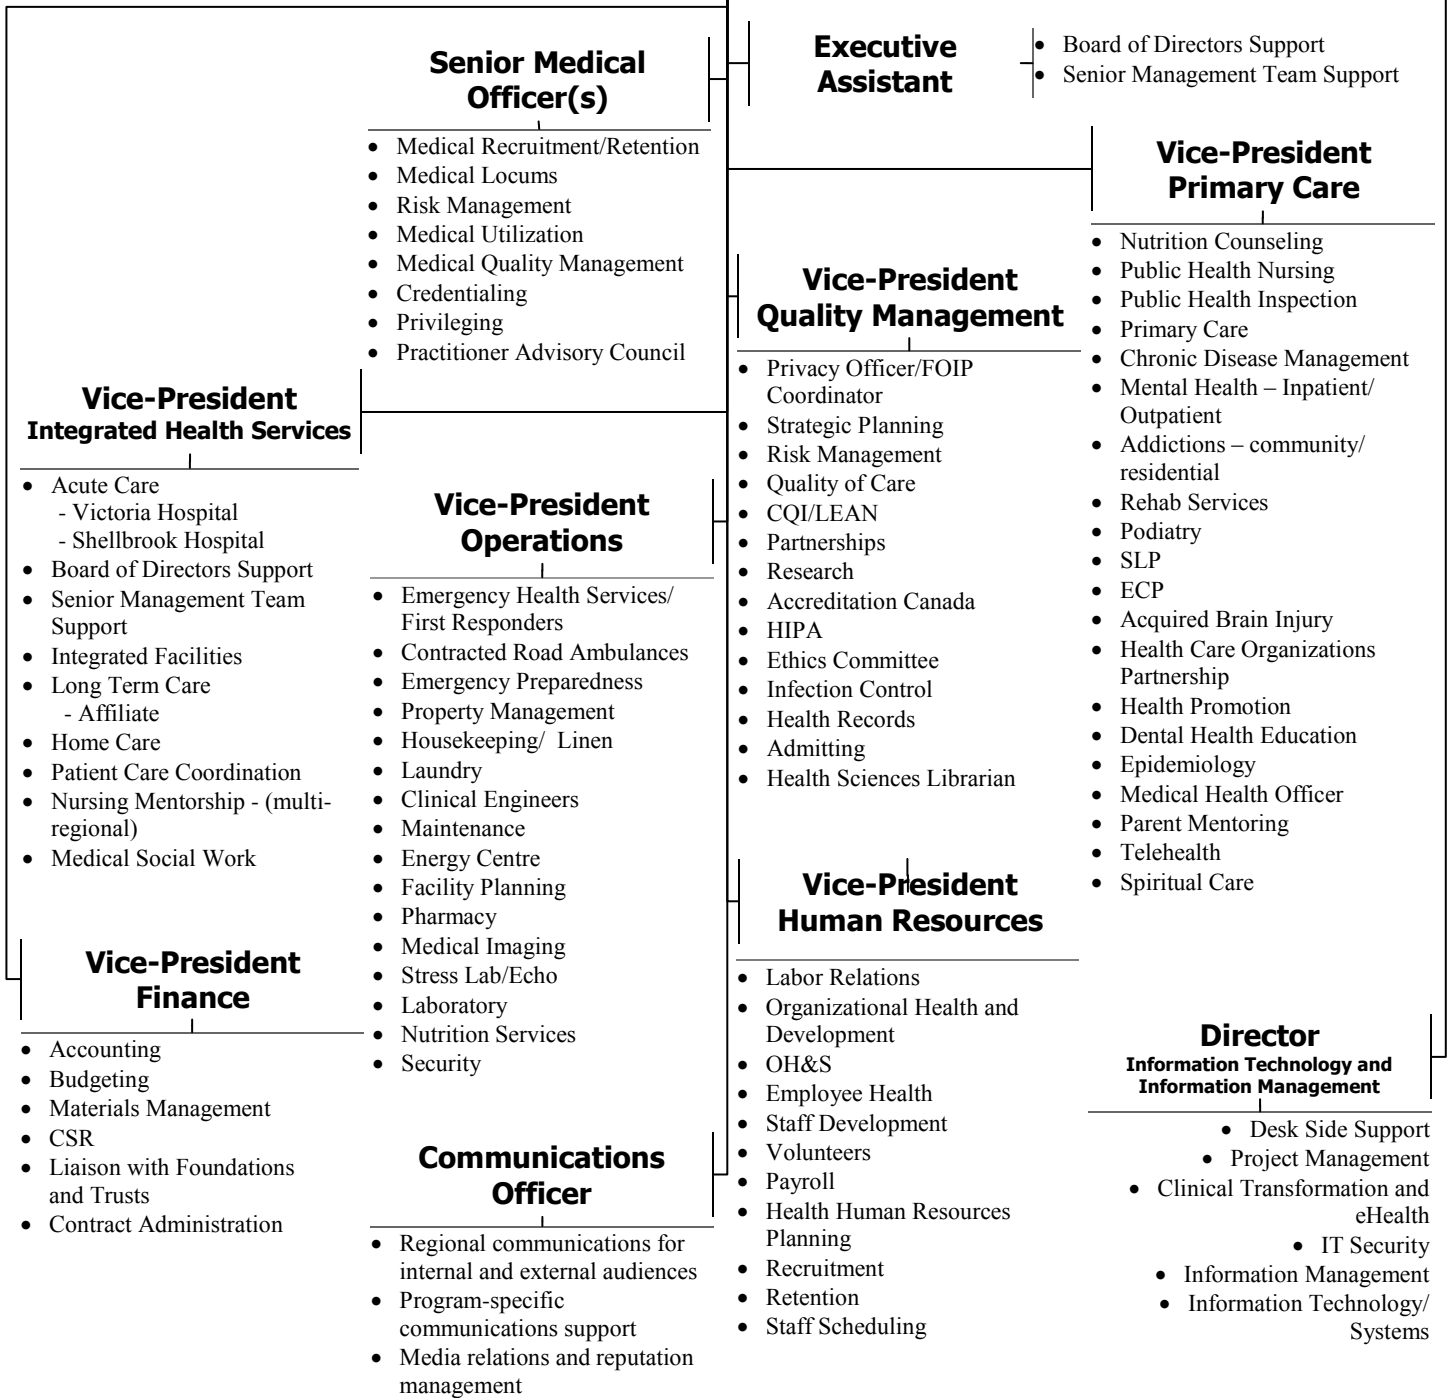 Executive
Assistant
• Board of Directors Support
• Senior Management Team Support
Senior Medical
Officer(s)
• Medical Recruitment/Retention
• Medical Locums
• Risk Management
• Medical Utilization
• Medical Quality Management
• Credentialing
• Privileging
• Practitioner Advisory Council
Vice-President
Primary Care
• Nutrition Counseling
• Public Health Nursing
• Public Health Inspection
• Primary Care
• Chronic Disease Management
• Mental Health – Inpatient/
Outpatient
• Addictions – community/
residential
• Rehab Services
• Podiatry
• SLP
• ECP
• Acquired Brain Injury
• Health Care Organizations
Partnership
• Health Promotion
• Dental Health Education
• Epidemiology
• Medical Health Officer
• Parent Mentoring
• Telehealth
• Spiritual Care
Vice-President
Quality Management
• Privacy Officer/FOIP
Coordinator
• Strategic Planning
• Risk Management
• Quality of Care
• CQI/LEAN
• Partnerships
• Research
• Accreditation Canada
• HIPA
• Ethics Committee
• Infection Control
• Health Records
• Admitting
• Health Sciences Librarian
Vice-President
Integrated Health Services
• Acute Care
- Victoria Hospital
- Shellbrook Hospital
• Board of Directors Support
• Senior Management Team
Support
• Integrated Facilities
• Long Term Care
- Affiliate
• Home Care
• Patient Care Coordination
• Nursing Mentorship - (multi-
regional)
• Medical Social Work
Vice-President
Operations
• Emergency Health Services/
First Responders
• Contracted Road Ambulances
• Emergency Preparedness
• Property Management
• Housekeeping/ Linen
• Laundry
• Clinical Engineers
• Maintenance
• Energy Centre
• Facility Planning
• Pharmacy
• Medical Imaging
• Stress Lab/Echo
• Laboratory
• Nutrition Services
• Security
Vice-President
Human Resources
• Labor Relations
• Organizational Health and
Development
• OH&S
• Employee Health
• Staff Development
• Volunteers
• Payroll
• Health Human Resources
Planning
• Recruitment
• Retention
• Staff Scheduling
Vice-President
Finance
• Accounting
• Budgeting
• Materials Management
• CSR
• Liaison with Foundations
and Trusts
• Contract Administration
Communications
Officer
• Regional communications for
internal and external audiences
• Program-specific
communications support
• Media relations and reputation
management
Director
Information Technology and
Information Management
• Desk Side Support
• Project Management
• Clinical Transformation and
eHealth
• IT Security
• Information Management
• Information Technology/
Systems